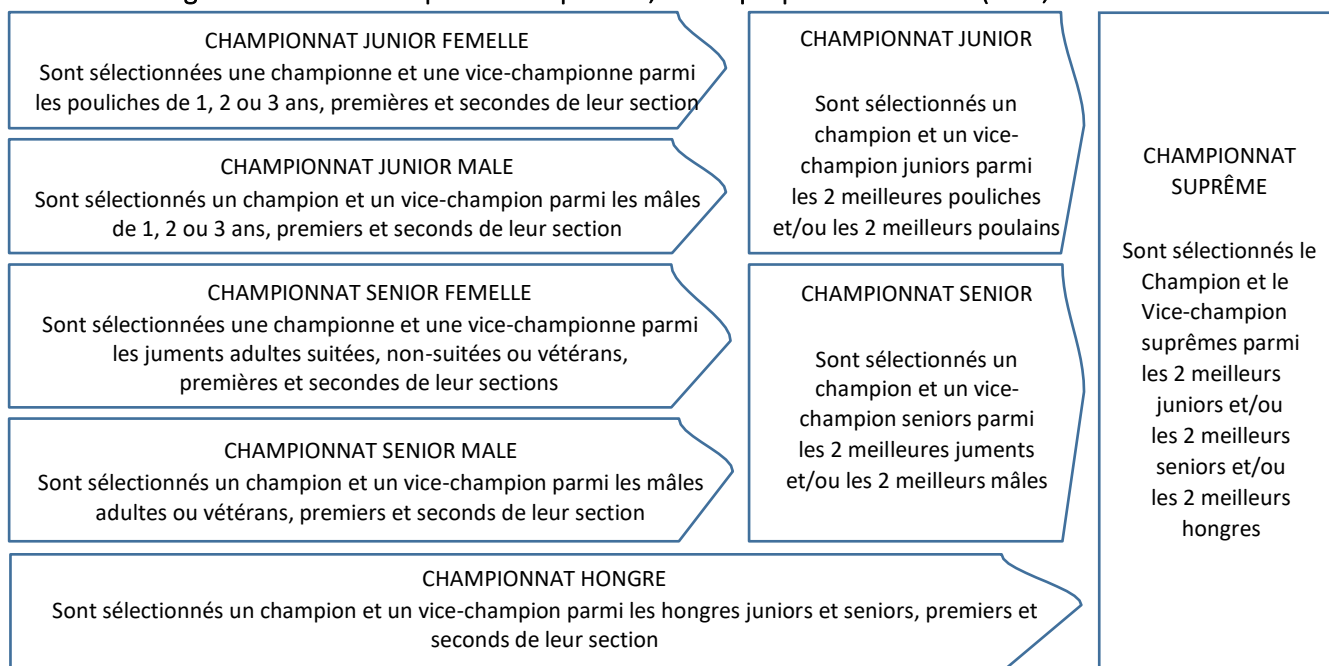 CHAMPIONNAT JUNIOR FEMELLE
Sont sélectionnées une championne et une vice-championne parmi
les pouliches de 1, 2 ou 3 ans, premières et secondes de leur section
CHAMPIONNAT JUNIOR MALE
Sont sélectionnés un champion et un vice-champion parmi les mâles
de 1, 2 ou 3 ans, premiers et seconds de leur section
CHAMPIONNAT SENIOR FEMELLE
Sont sélectionnées une championne et une vice-championne parmi
les juments adultes suitées, non-suitées ou vétérans,
premières et secondes de leur sections
CHAMPIONNAT SENIOR MALE
Sont sélectionnés un champion et un vice-champion parmi les mâles
adultes ou vétérans, premiers et seconds de leur section
CHAMPIONNAT HONGRE
Sont sélectionnés un champion et un vice-champion parmi les hongres juniors et seniors, premiers et
seconds de leur section
CHAMPIONNAT JUNIOR
Sont sélectionnés un
champion et un vice-
champion juniors parmi
les 2 meilleures pouliches
et/ou les 2 meilleurs poulains
CHAMPIONNAT SENIOR
Sont sélectionnés un
champion et un vice-
champion seniors parmi
les 2 meilleures juments
et/ou les 2 meilleurs mâles
CHAMPIONNAT
SUPRÊME
Sont sélectionnés le
Champion et le
Vice-champion
suprêmes parmi
les 2 meilleurs
juniors et/ou
les 2 meilleurs
seniors et/ou
les 2 meilleurs
hongres